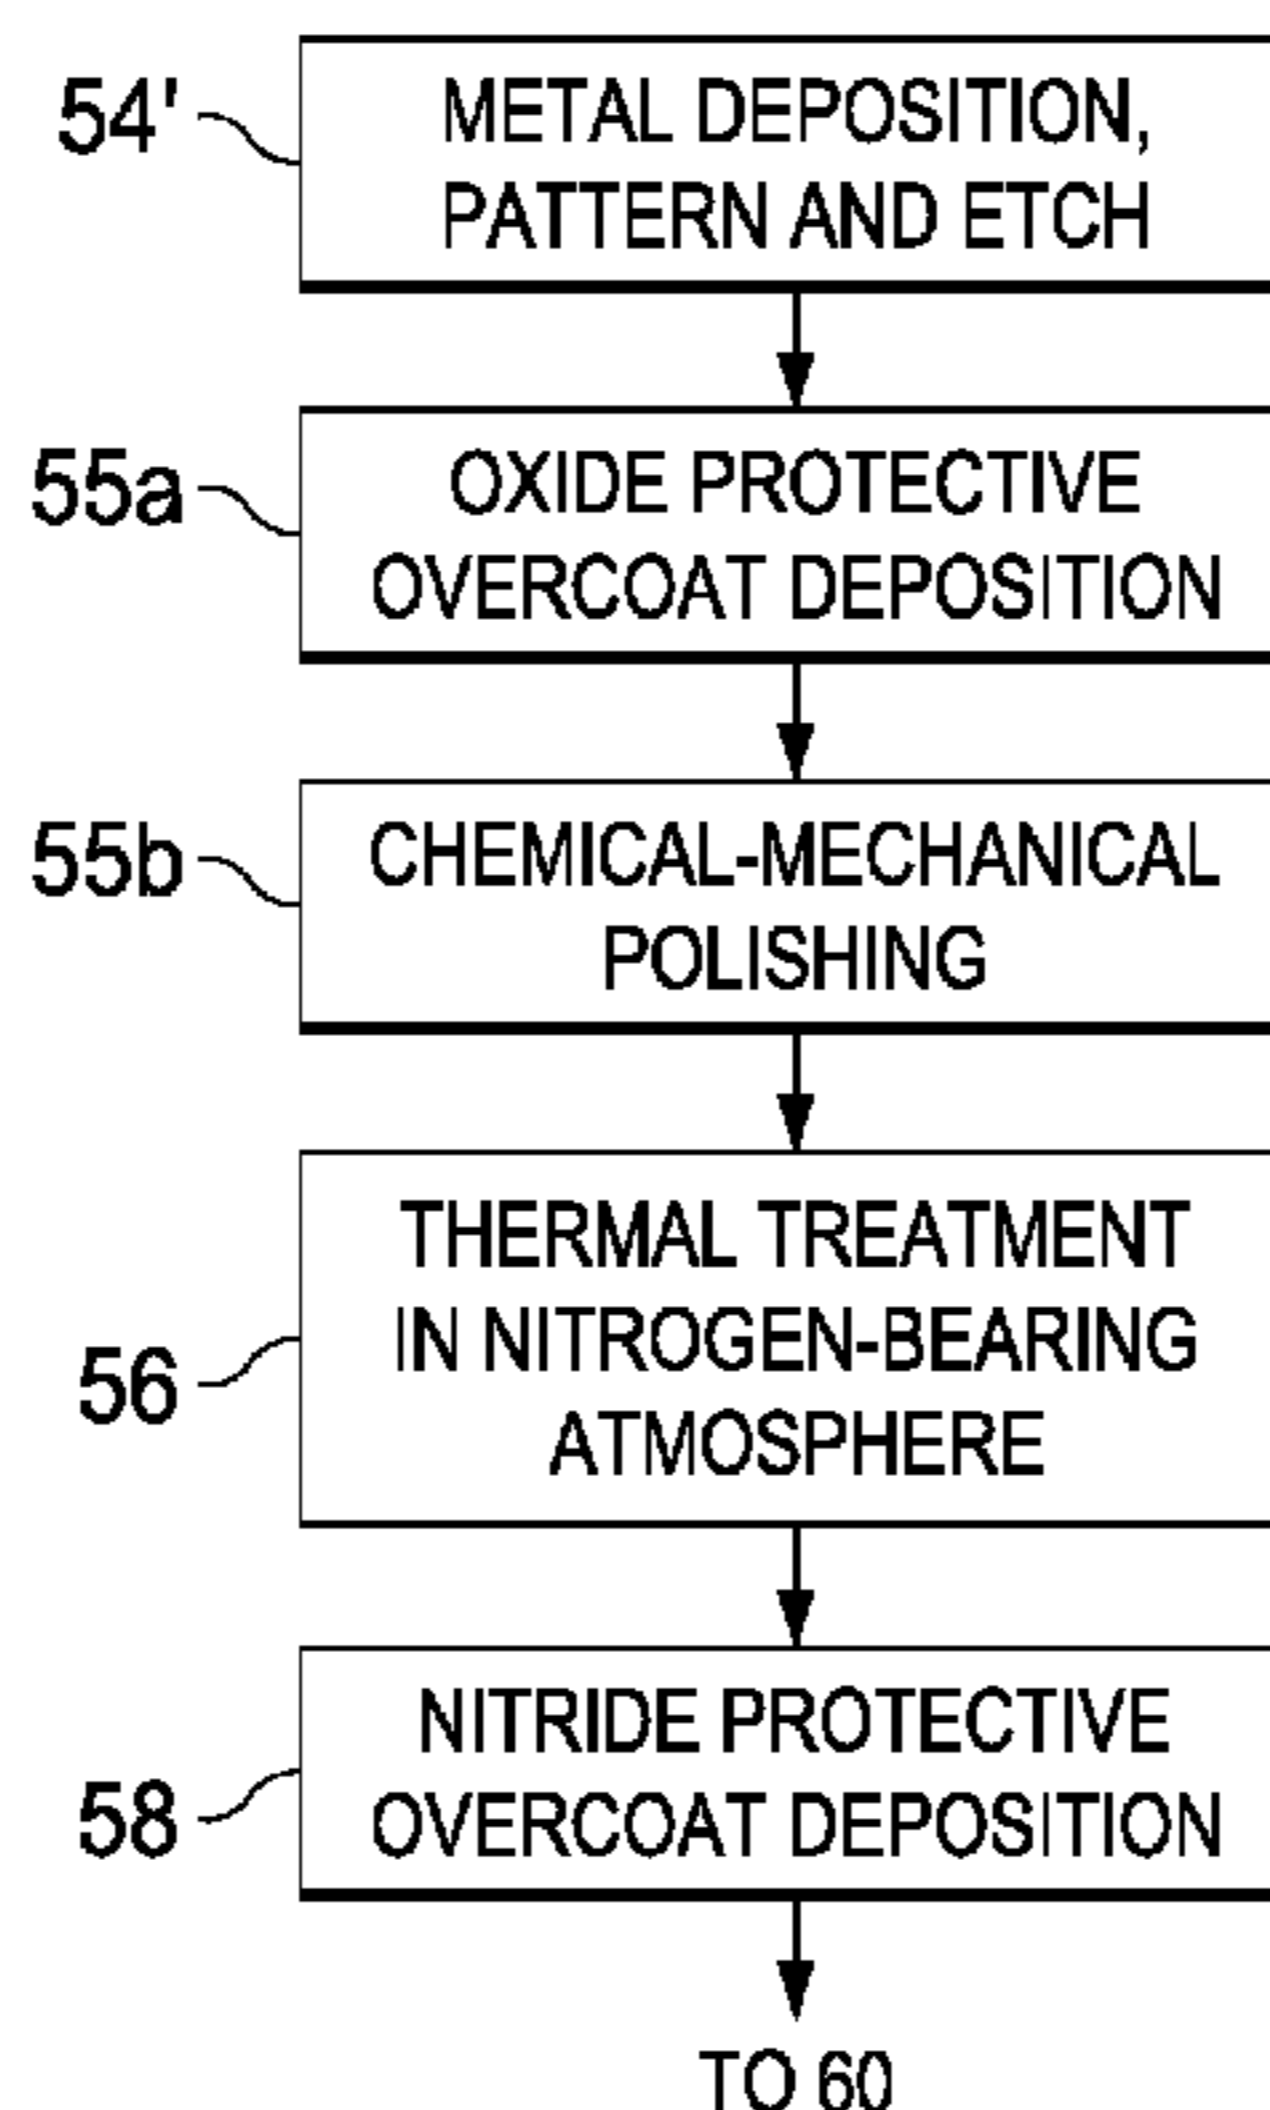 54'
METAL DEPOSITION,
PATTERN AND ETCH
55a
OXIDE PROTECTIVE
OVERCOAT DEPOSITION
55b
CHEMICAL-MECHANICAL
POLISHING
56
THERMAL TREATMENT
IN NITROGEN-BEARING
ATMOSPHERE
58
NITRIDE PROTECTIVE
OVERCOAT DEPOSITION
TO 60